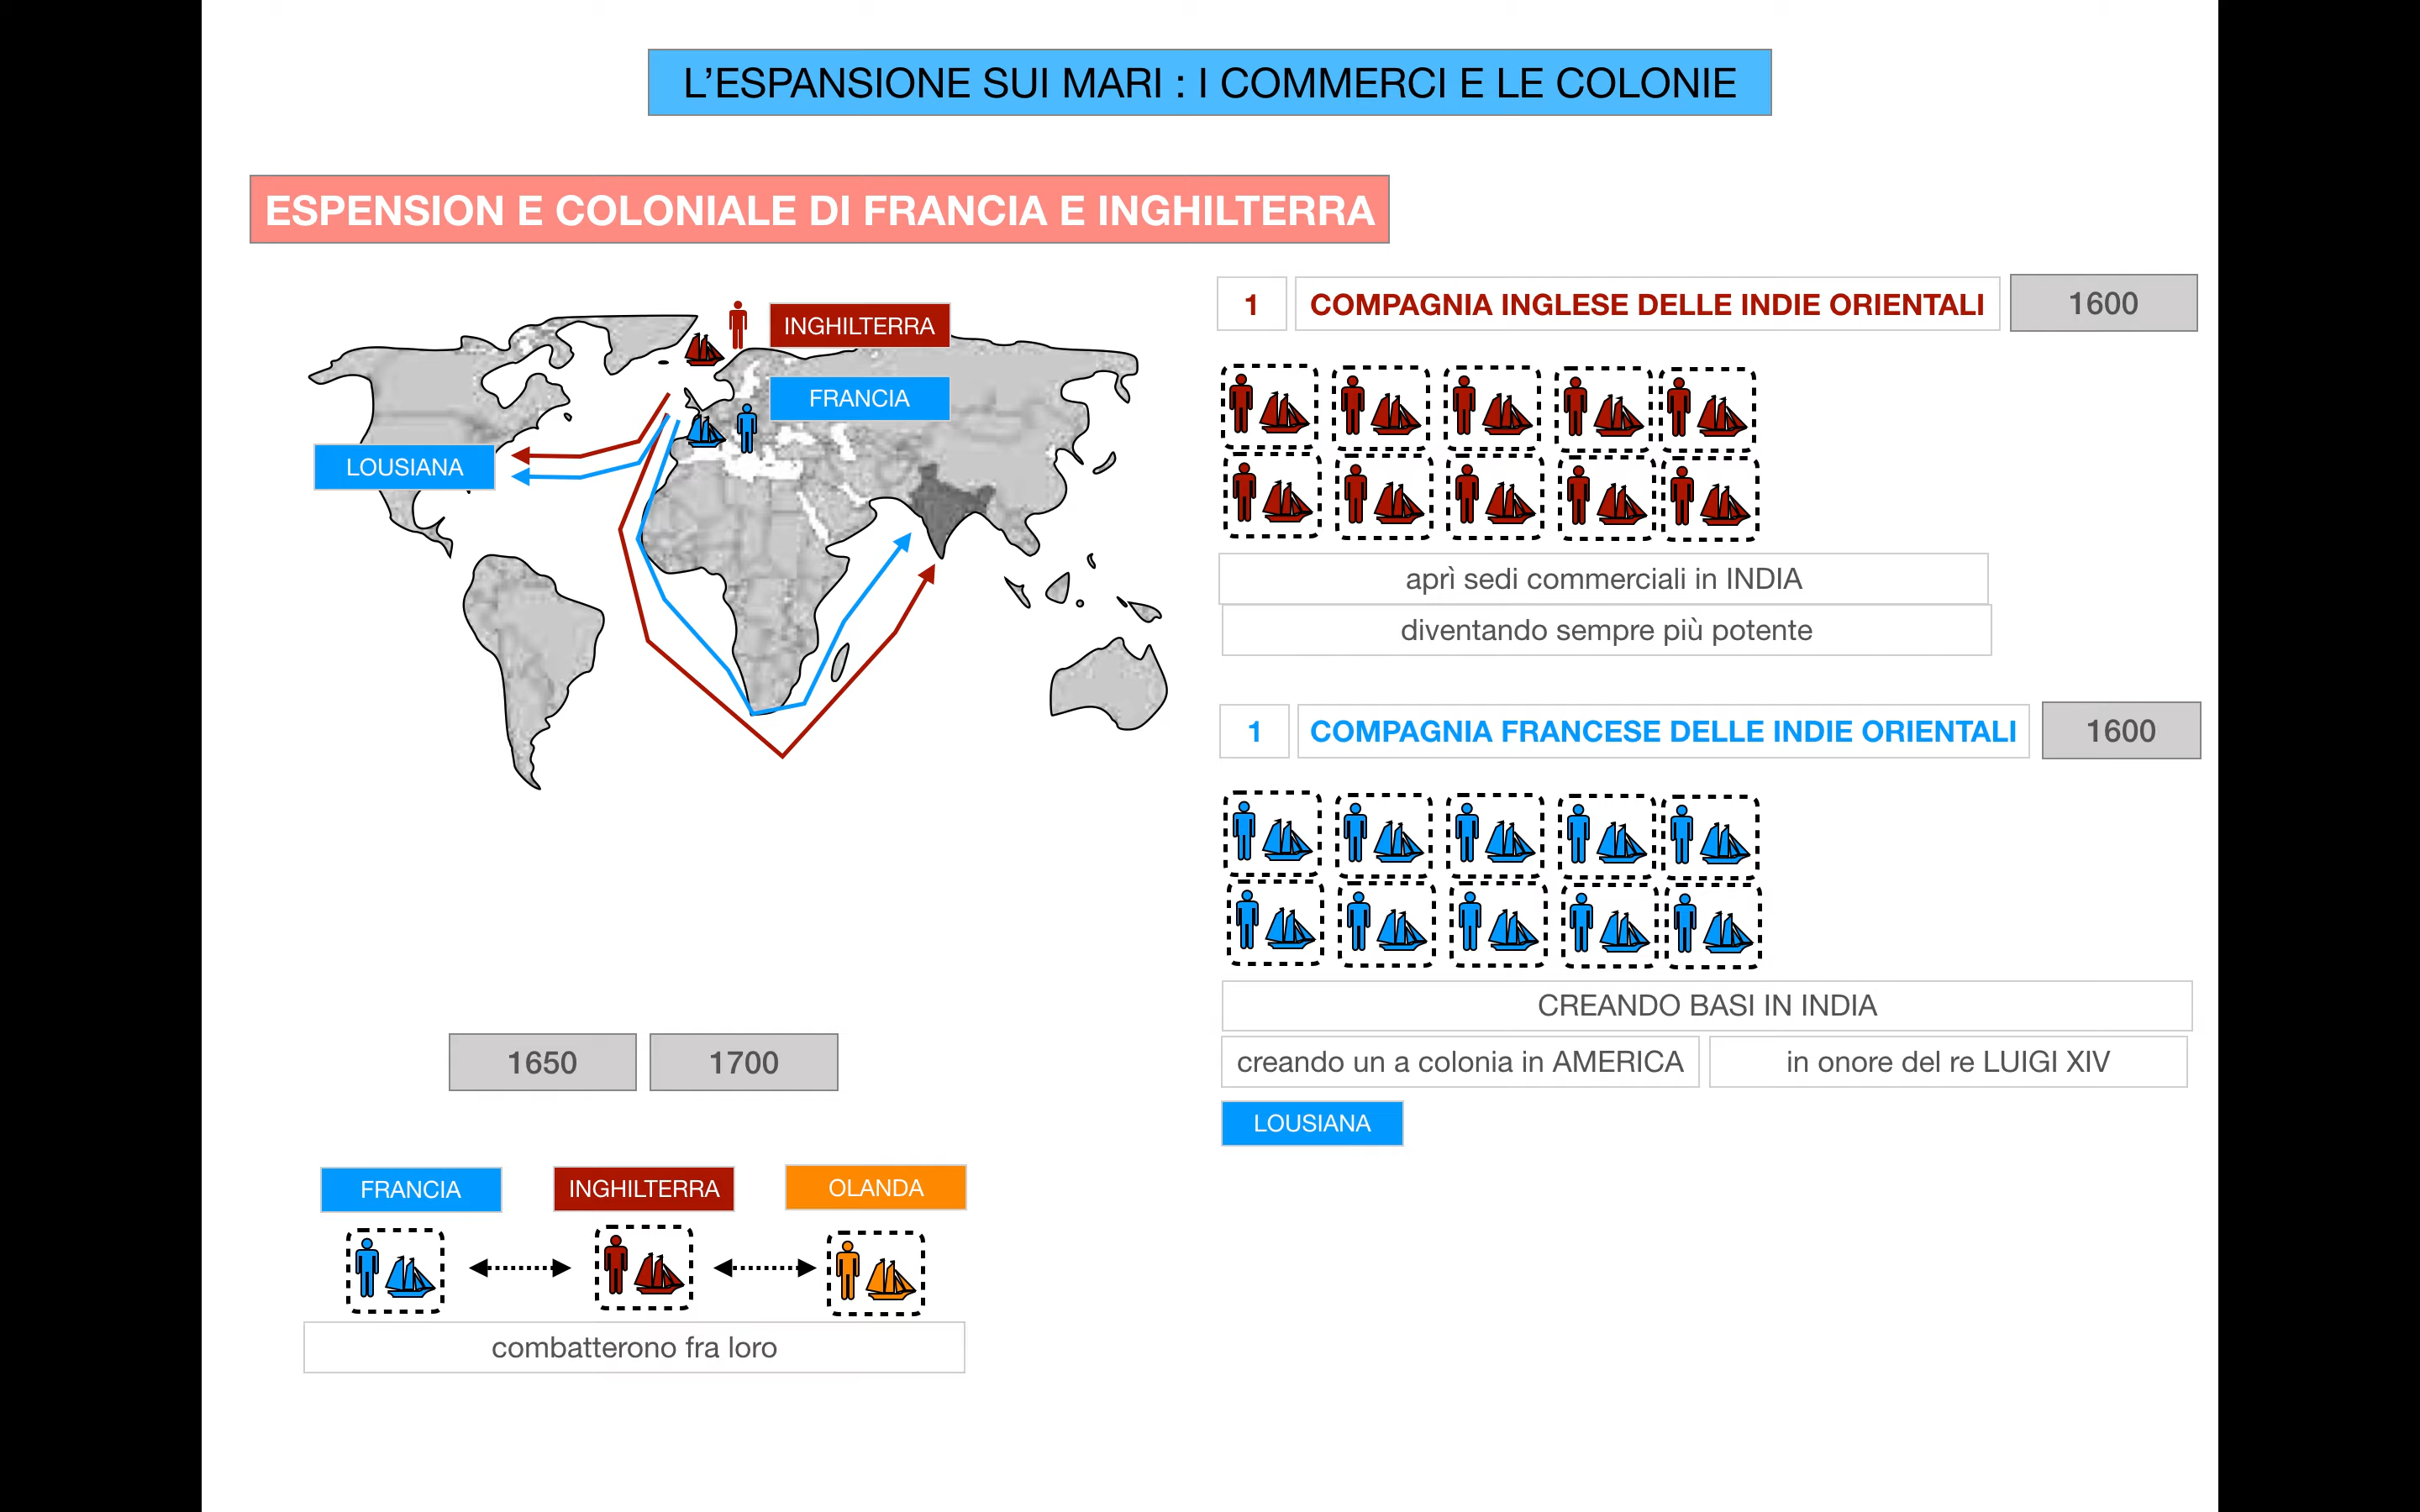 L’ESPANSIONE SUI MARI : I COMMERCI E LE COLONIE
ESPENSION E COLONIALE DI FRANCIA E INGHILTERRA
INGHILTERRA
FRANCIA
LOUSIANA
1 COMPAGNIA INGLESE DELLE INDIE ORIENTALI 1600
aprì sedi commerciali in INDIA
diventando sempre più potente
1 COMPAGNIA FRANCESE DELLE INDIE ORIENTALI 1600
CREANDO BASI IN INDIA
creando un a colonia in AMERICA in onore del re LUIGI XIV
LOUSIANA
1650 1700
FRANCIA INGHILTERRA OLANDA
combatterono fra loro